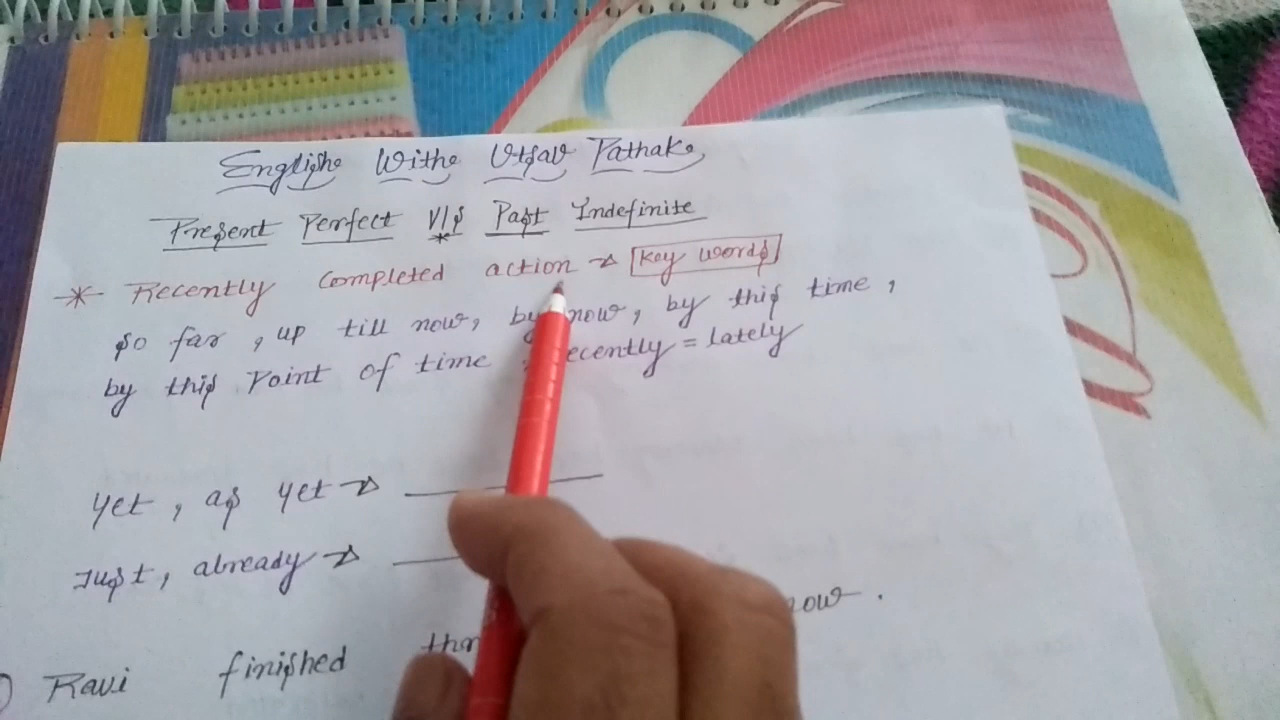 English With Utsav Pathak
Present Perfect V/s Past Indefinite
* Recently completed action → Key words
so far, up till now, by now, by this time,
by this point of time, recently = lately
yet, as yet →
Just, already →
Ravi finished now.